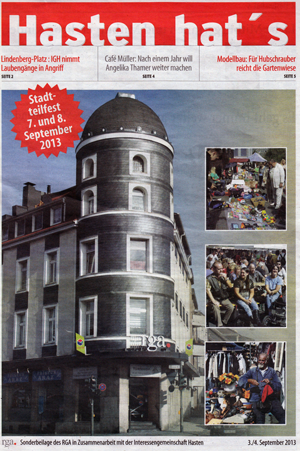 Hasten hat´s
Lindenberg-Platz : IGH nimmt
Laubengänge in Angriff
SEITE 2
Café Müller: Nach einem Jahr will
Angelika Thamer weiter machen
SEITE 4
Modellbau: Für Hubschrauber
reicht die Gartenwiese
SEITE 5
Stadt-
teilfest
7. und 8.
September
2013
rga
rga. Sonderbeilage des RGA in Zusammenarbeit mit der Interessengemeinschaft Hasten
3./4. September 2013